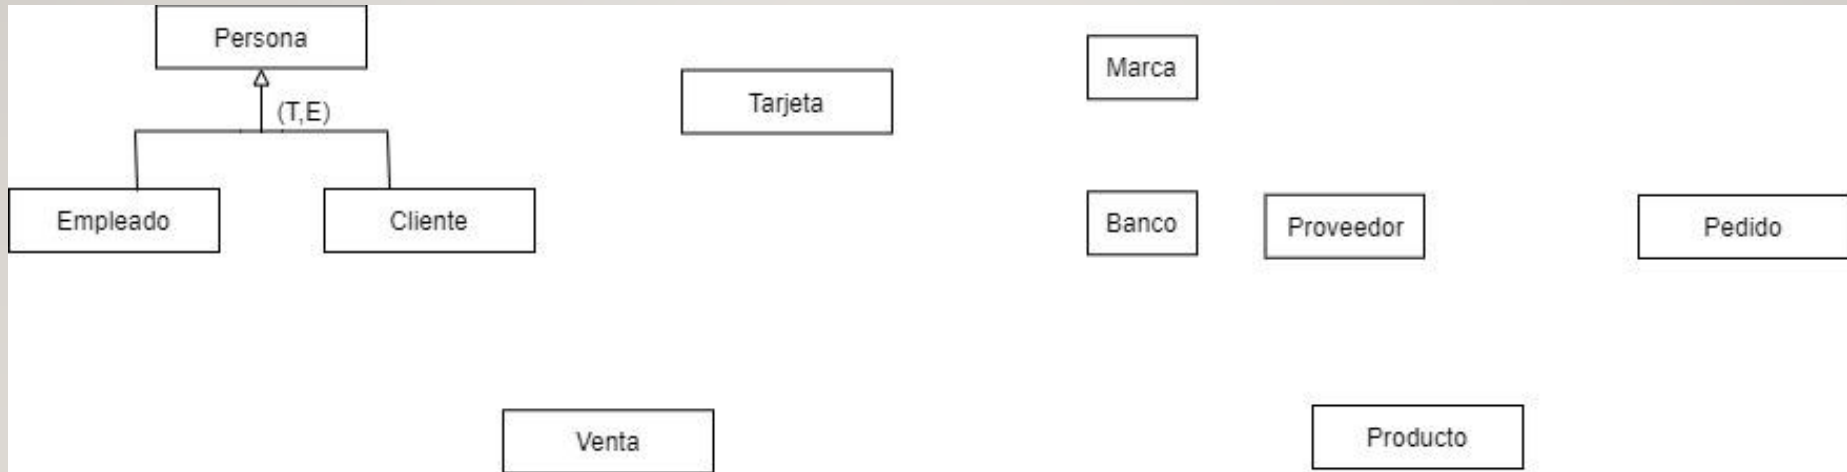 Persona
(T,E)
Tarjeta
Marca
Empleado
Cliente
Banco
Proveedor
Pedido
Venta
Producto